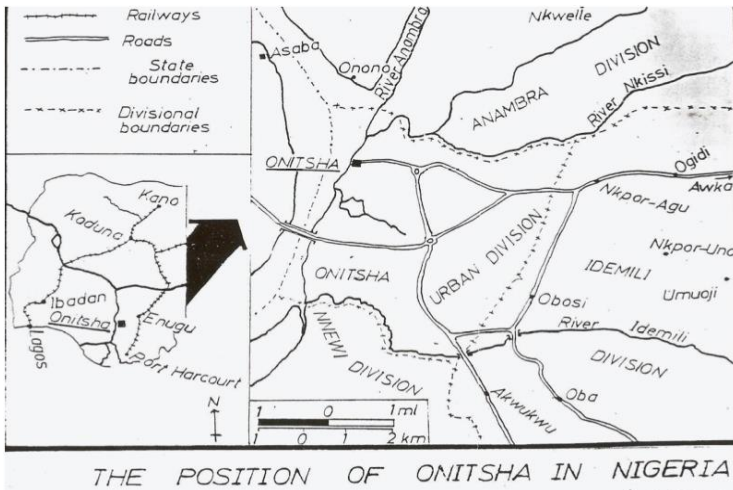 Railways
Roads
State
boundaries
Divisional
boundaries
Kano
Kaduna
Ibadan
Onitsha
Enugu
Lagos
Port Harcourt
N
Nkwelle
Asaba
Onono
River Anambra
ANAMBRA DIVISION
River Nkissi
ONITSHA
Ogidi
Awka
Nkpor-Agu
Nkpor-Uno
IDEMILI
Umuoji
ONITSHA
URBAN DIVISION
Obosi
River Idemili
NNEWI
DIVISION
DIVISION
Akwukwu
Oba
1 0 1 ml
1 0 1 2
km
THE POSITION OF ONITSHA IN NIGERIA